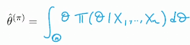 θ̂^(π) = ∫_Θ ϑ π(ϑ | X₁, ..., Xₙ) dϑ